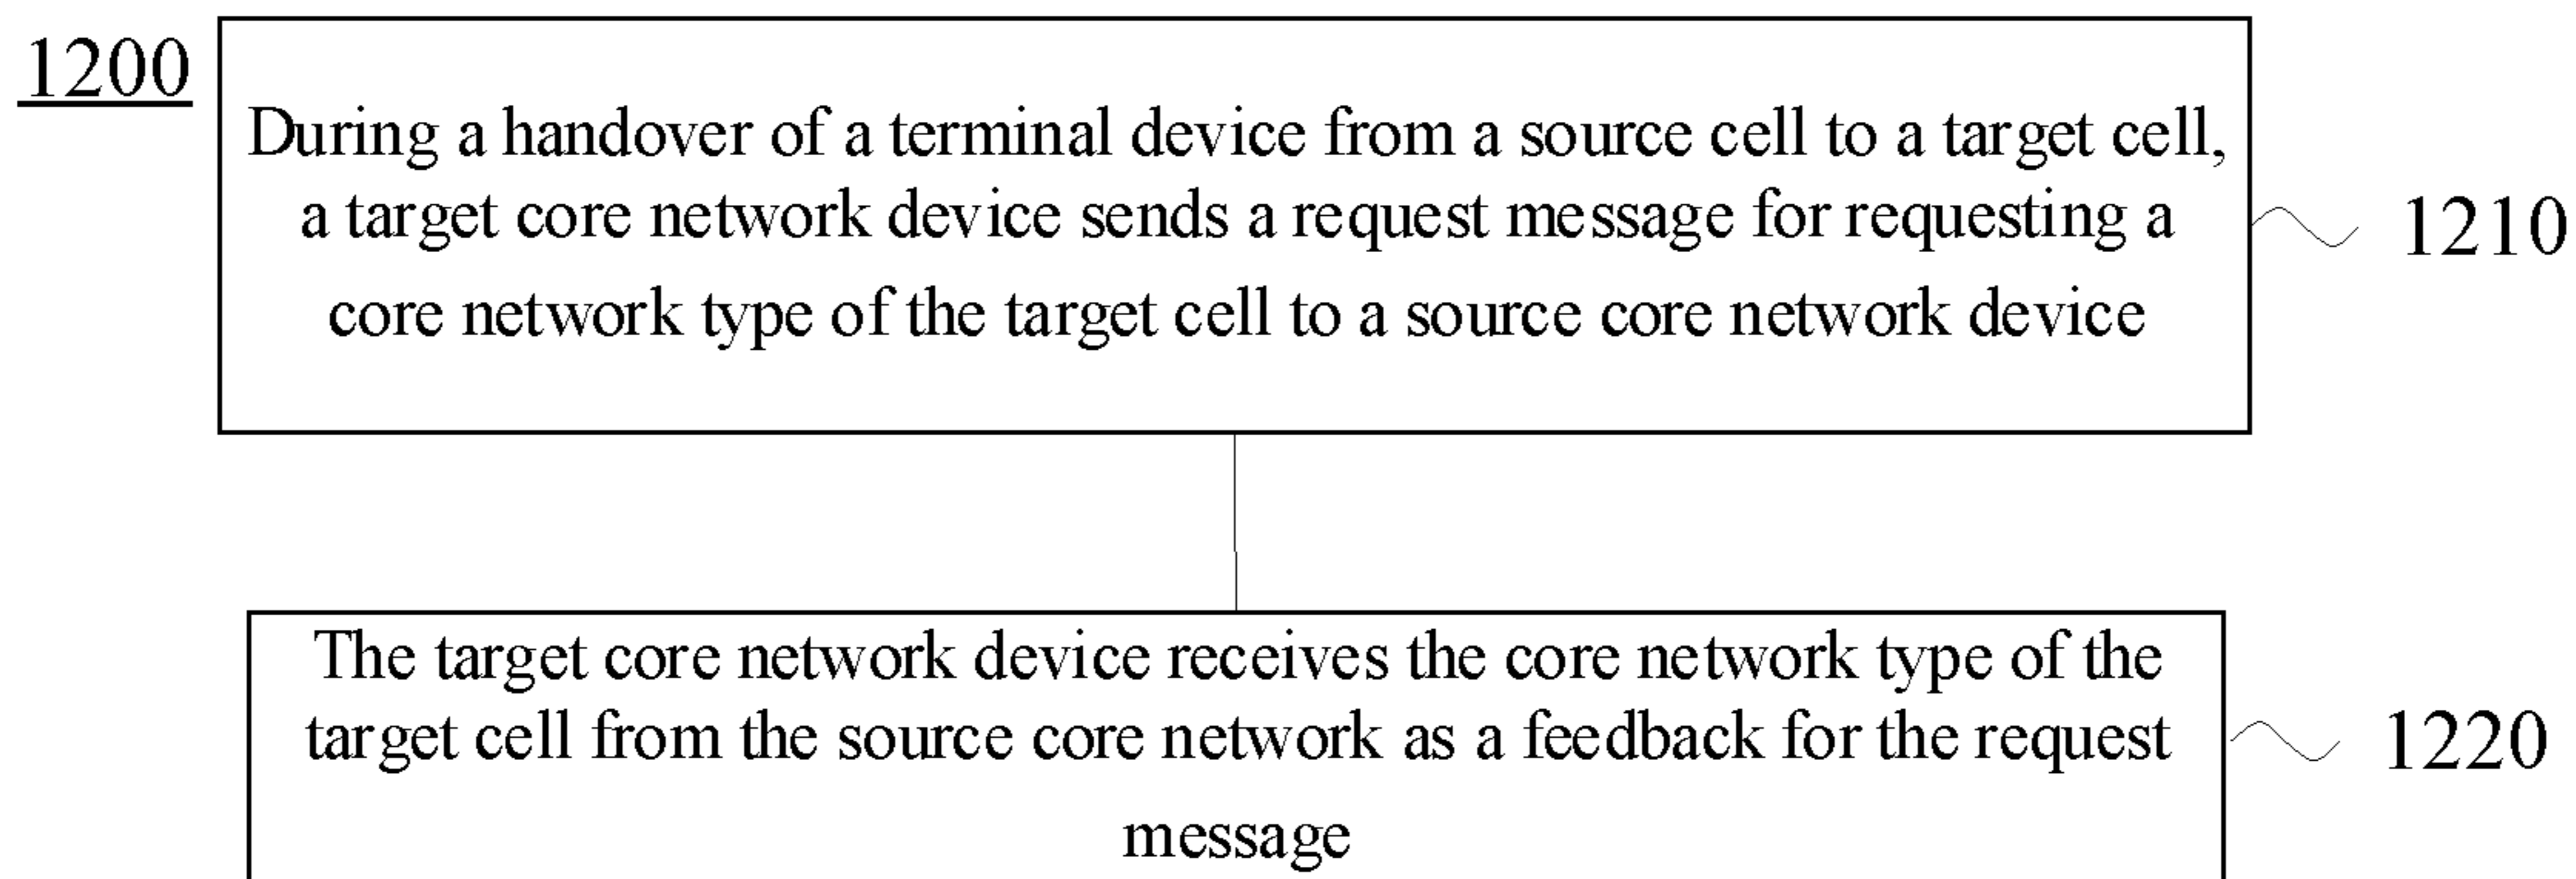 1200
During a handover of a terminal device from a source cell to a target cell,
a target core network device sends a request message for requesting a
core network type of the target cell to a source core network device
1210
The target core network device receives the core network type of the
target cell from the source core network as a feedback for the request
message
1220